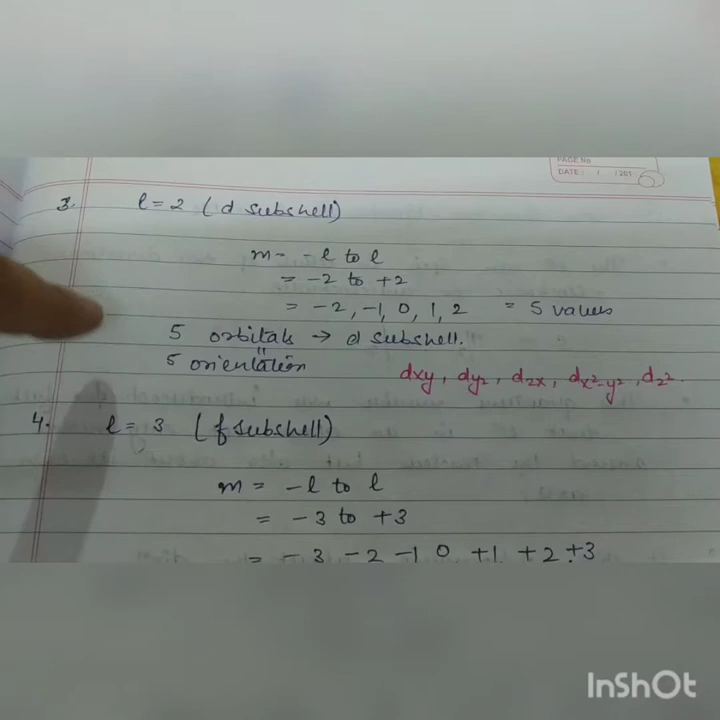 PAGE No
DATE : / / 201
3. l = 2 ( d subshell)
m = -l to l
= -2 to +2
= -2, -1, 0, 1, 2 = 5 values
5 orbitals → d subshell.
5 orientation
dxy, dyz, dzx, dx²-y², dz².
4. l = 3 ( f subshell)
m = -l to l
= -3 to +3
= -3 -2 -1 0 +1 +2 +3
InShOt